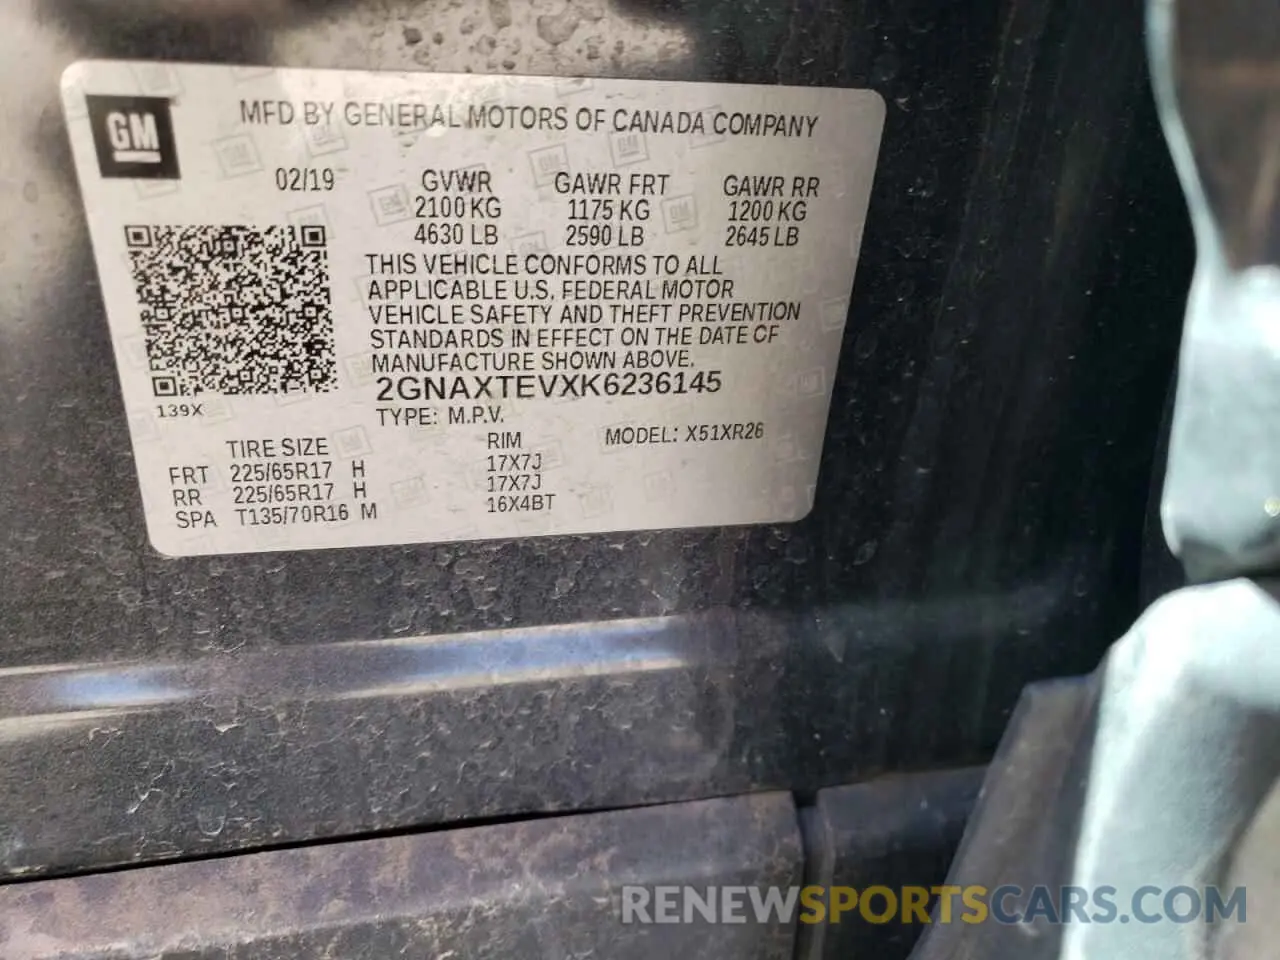 GM
MFD BY GENERAL MOTORS OF CANADA COMPANY
02/19 GVWR GAWR FRT GAWR RR
2100 KG 1175 KG 1200 KG
4630 LB 2590 LB 2645 LB
THIS VEHICLE CONFORMS TO ALL
APPLICABLE U.S. FEDERAL MOTOR
VEHICLE SAFETY AND THEFT PREVENTION
STANDARDS IN EFFECT ON THE DATE OF
MANUFACTURE SHOWN ABOVE.
2GNAXTEVXK6236145
139X
TYPE: M.P.V.
TIRE SIZE RIM MODEL: X51XR26
FRT 225/65R17 H 17X7J
RR 225/65R17 H 17X7J
SPA T135/70R16 M 16X4BT
RENEWSPORTSCARS.COM